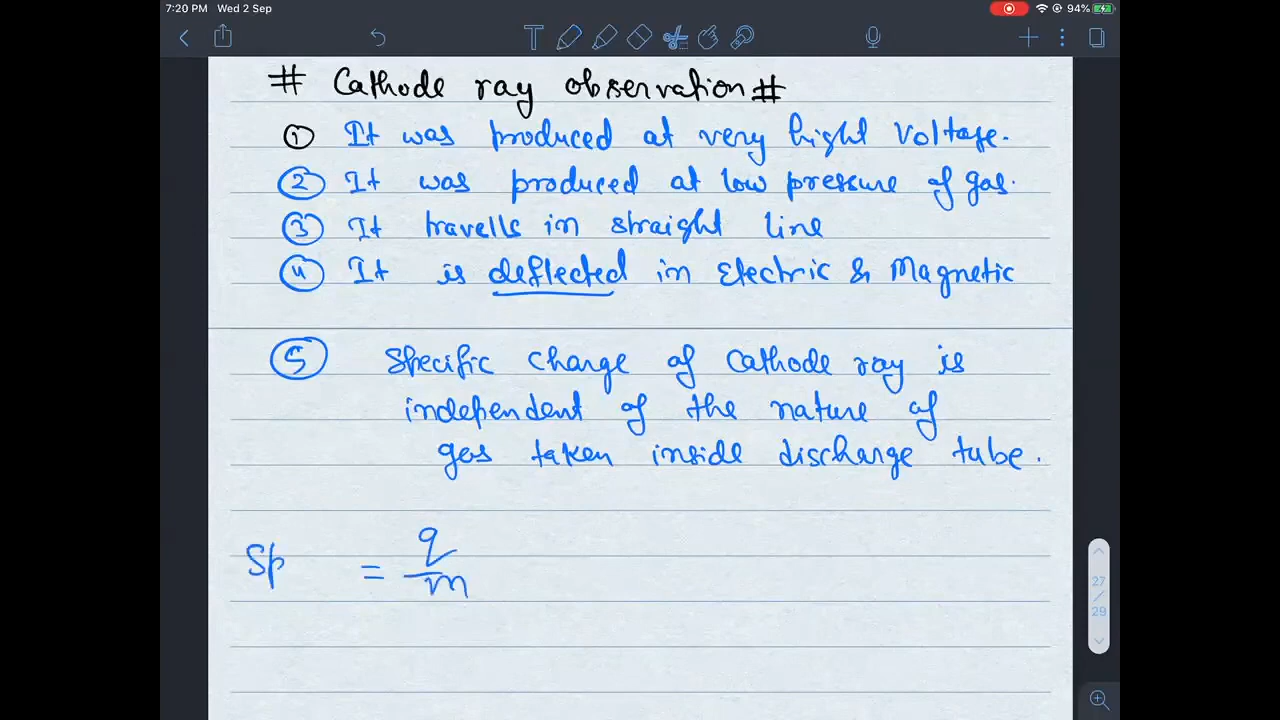 7:20 PM Wed 2 Sep
94%
# Cathode ray observation #
① It was produced at very hight voltage.
② It was produced at low pressure of gas.
③ It travells in straight line
④ It is deflected in Electric & Magnetic
⑤ Specific charge of cathode ray is
independent of the nature of
gas taken inside discharge tube.
Sp = q/m
27
/
29